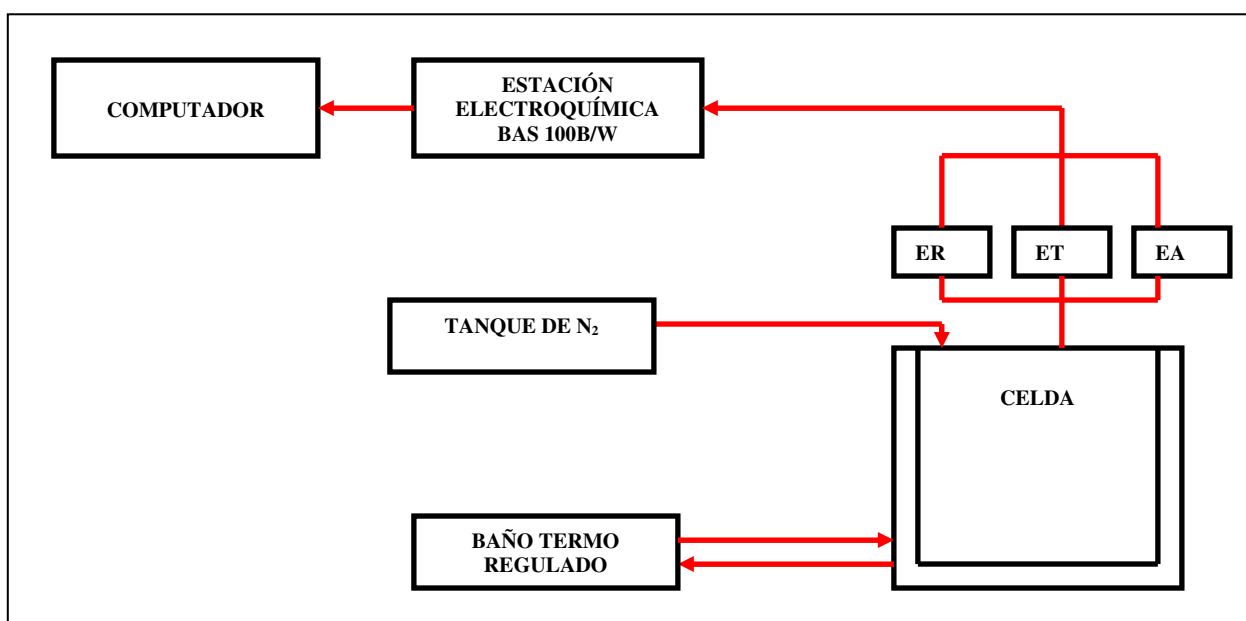 COMPUTADOR
ESTACIÓN
ELECTROQUÍMICA
BAS 100B/W
ER
ET
EA
TANQUE DE N₂
CELDA
BAÑO TERMO
REGULADO